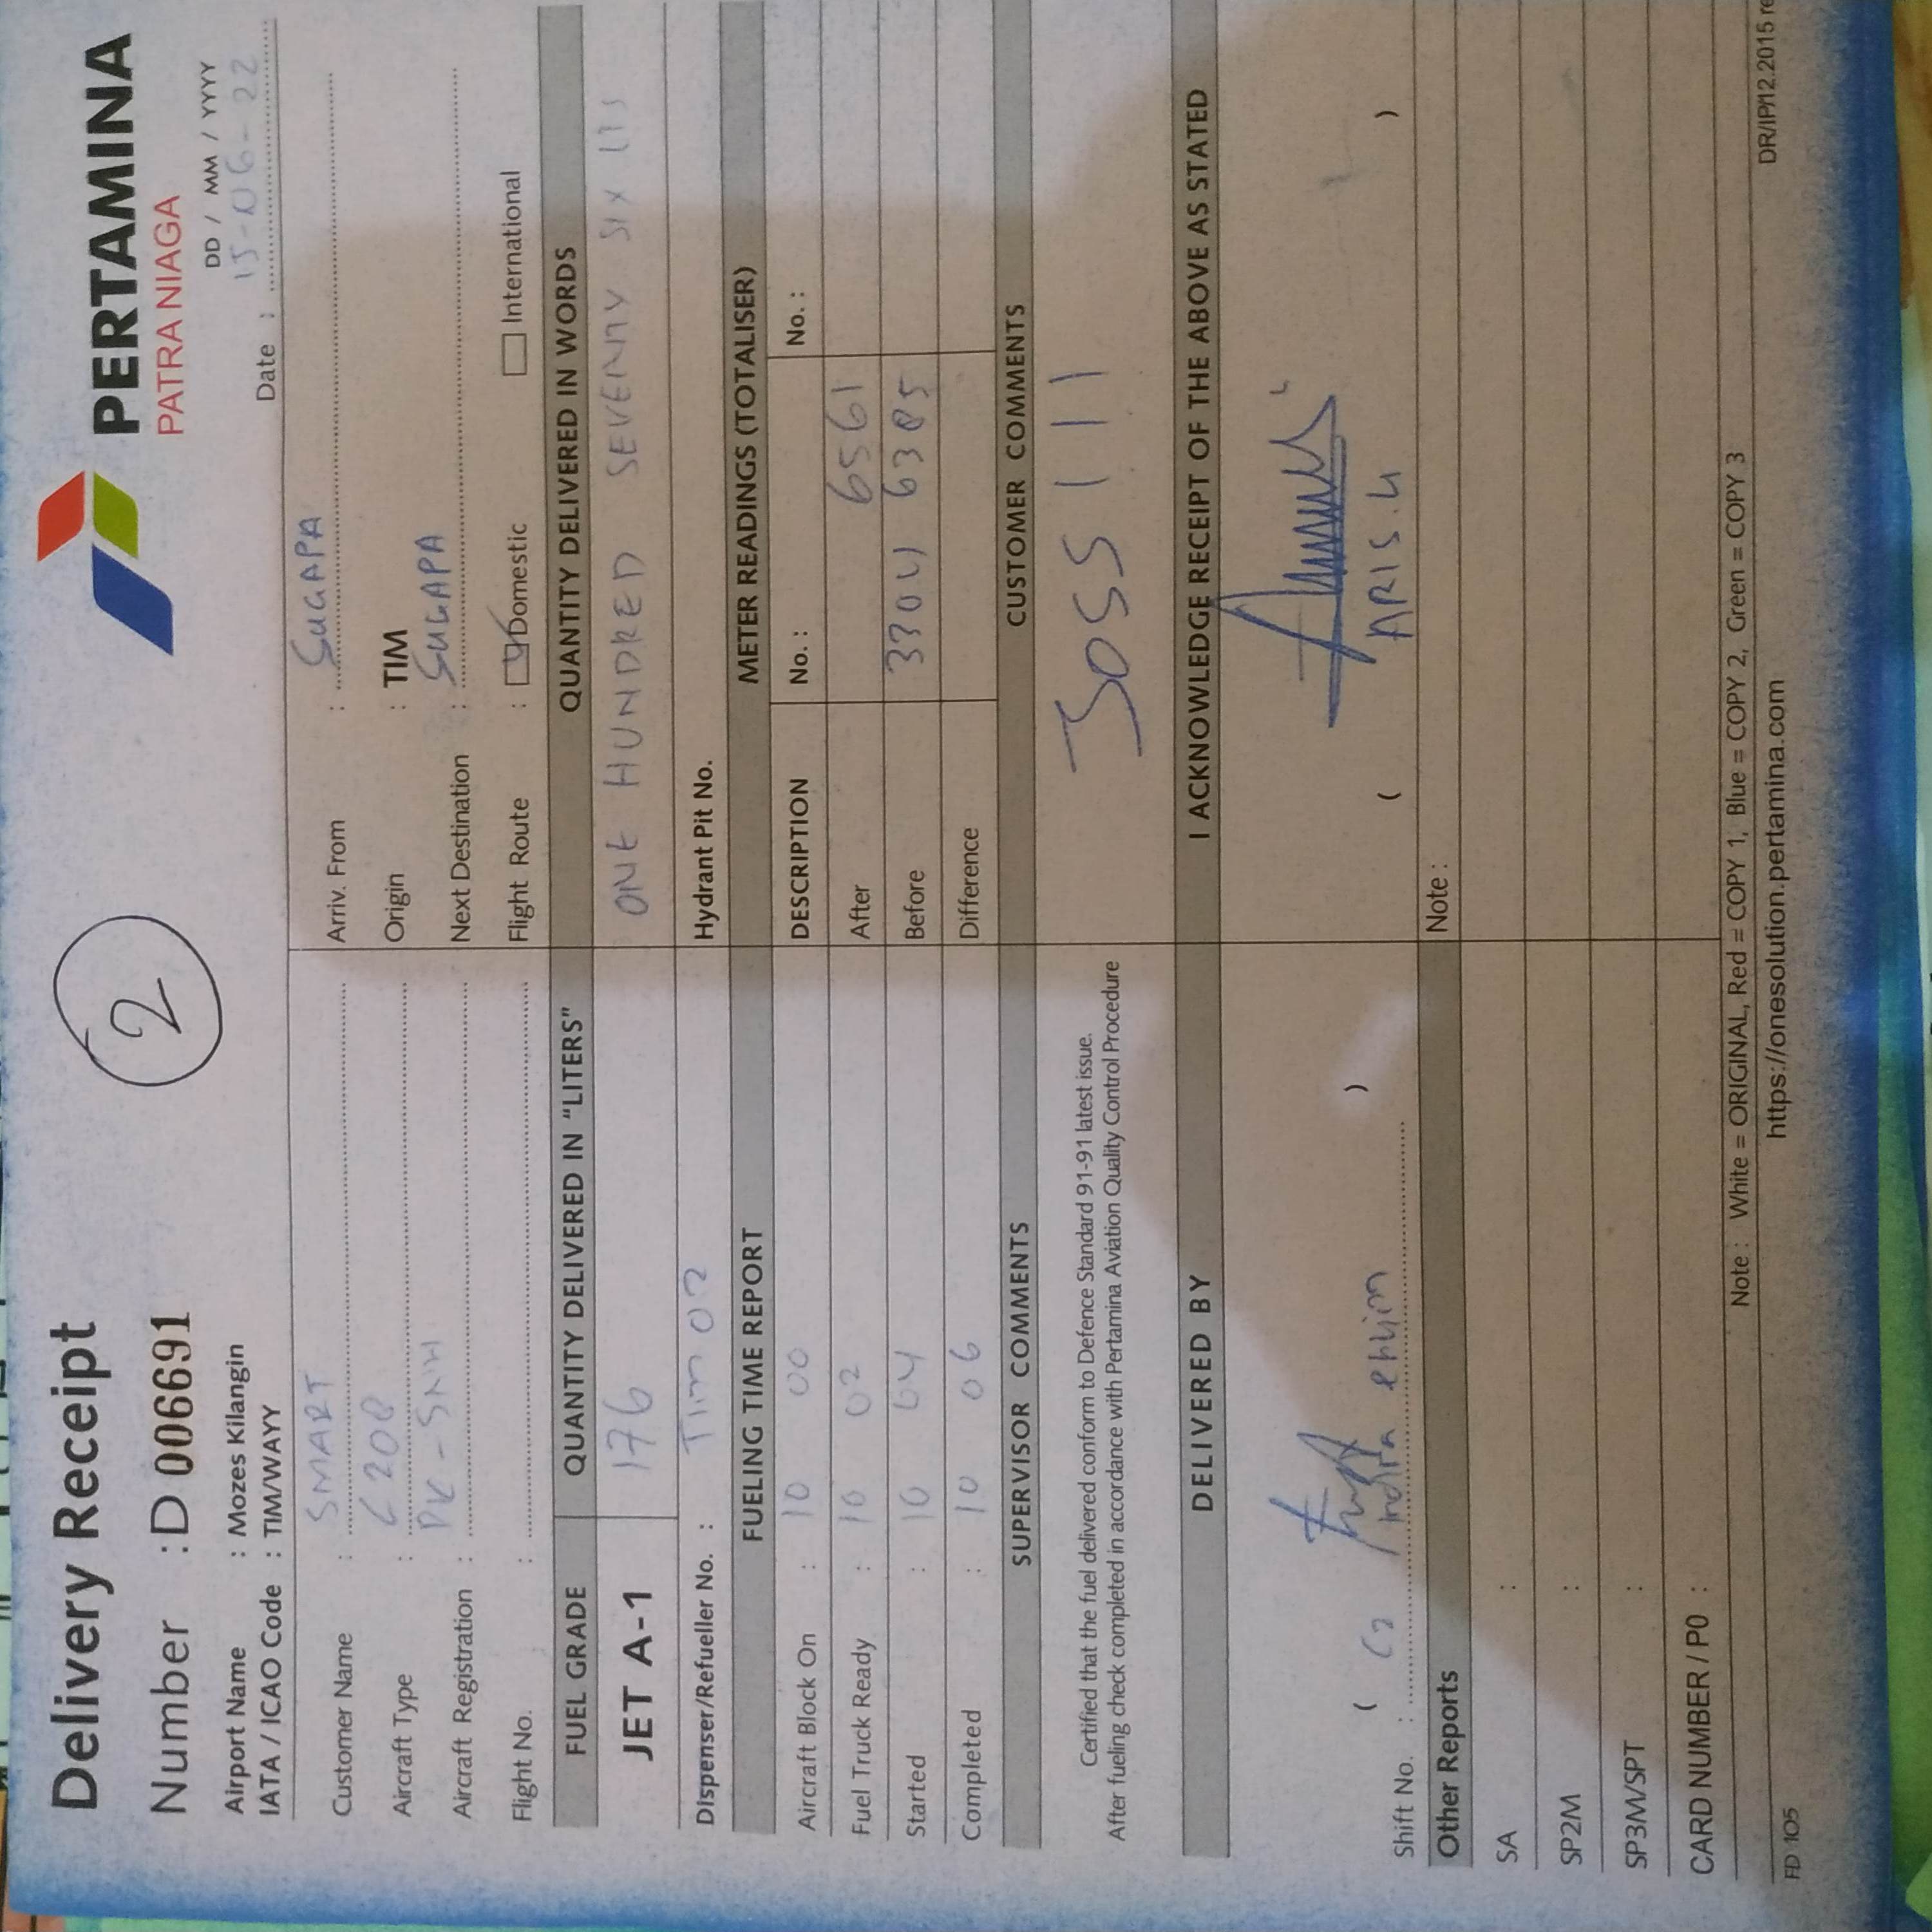 Delivery Receipt
2
PERTAMINA
PATRA NIAGA
Number : D 006691
DD / MM / YYYY
Airport Name : Mozes Kilangin
Date : 15-06-22
IATA / ICAO Code : TIM/WAYY
Customer Name : SMART
Arriv. From : SUGAPA
Aircraft Type : C208
Origin : TIM
Aircraft Registration : PK-SNH
Next Destination : SUGAPA
Flight No. :
Flight Route : Domestic International
FUEL GRADE QUANTITY DELIVERED IN "LITERS" QUANTITY DELIVERED IN WORDS
JET A-1 176 ONE HUNDRED SEVENTY SIX LTS
Dispenser/Refueller No. : Tim 02
Hydrant Pit No.
FUELING TIME REPORT METER READINGS (TOTALISER)
Aircraft Block On : 10 00
DESCRIPTION No. : No. :
Fuel Truck Ready : 10 02
After 6561
Started : 10 04
Before 3304 6385
Completed : 10 06
Difference
SUPERVISOR COMMENTS CUSTOMER COMMENTS
Certified that the fuel delivered conform to Defence Standard 91-91 latest issue.
After fueling check completed in accordance with Pertamina Aviation Quality Control Procedure
JOSS !!!
DELIVERED BY I ACKNOWLEDGE RECEIPT OF THE ABOVE AS STATED
( )
( ARIS. )
Shift No. :
Other Reports
Note :
SA :
SP2M :
SP3M/SPT :
CARD NUMBER / P0 :
Note : White = ORIGINAL, Red = COPY 1, Blue = COPY 2, Green = COPY 3
FD 105
https://onesolution.pertamina.com
DR/IP/12.2015 re